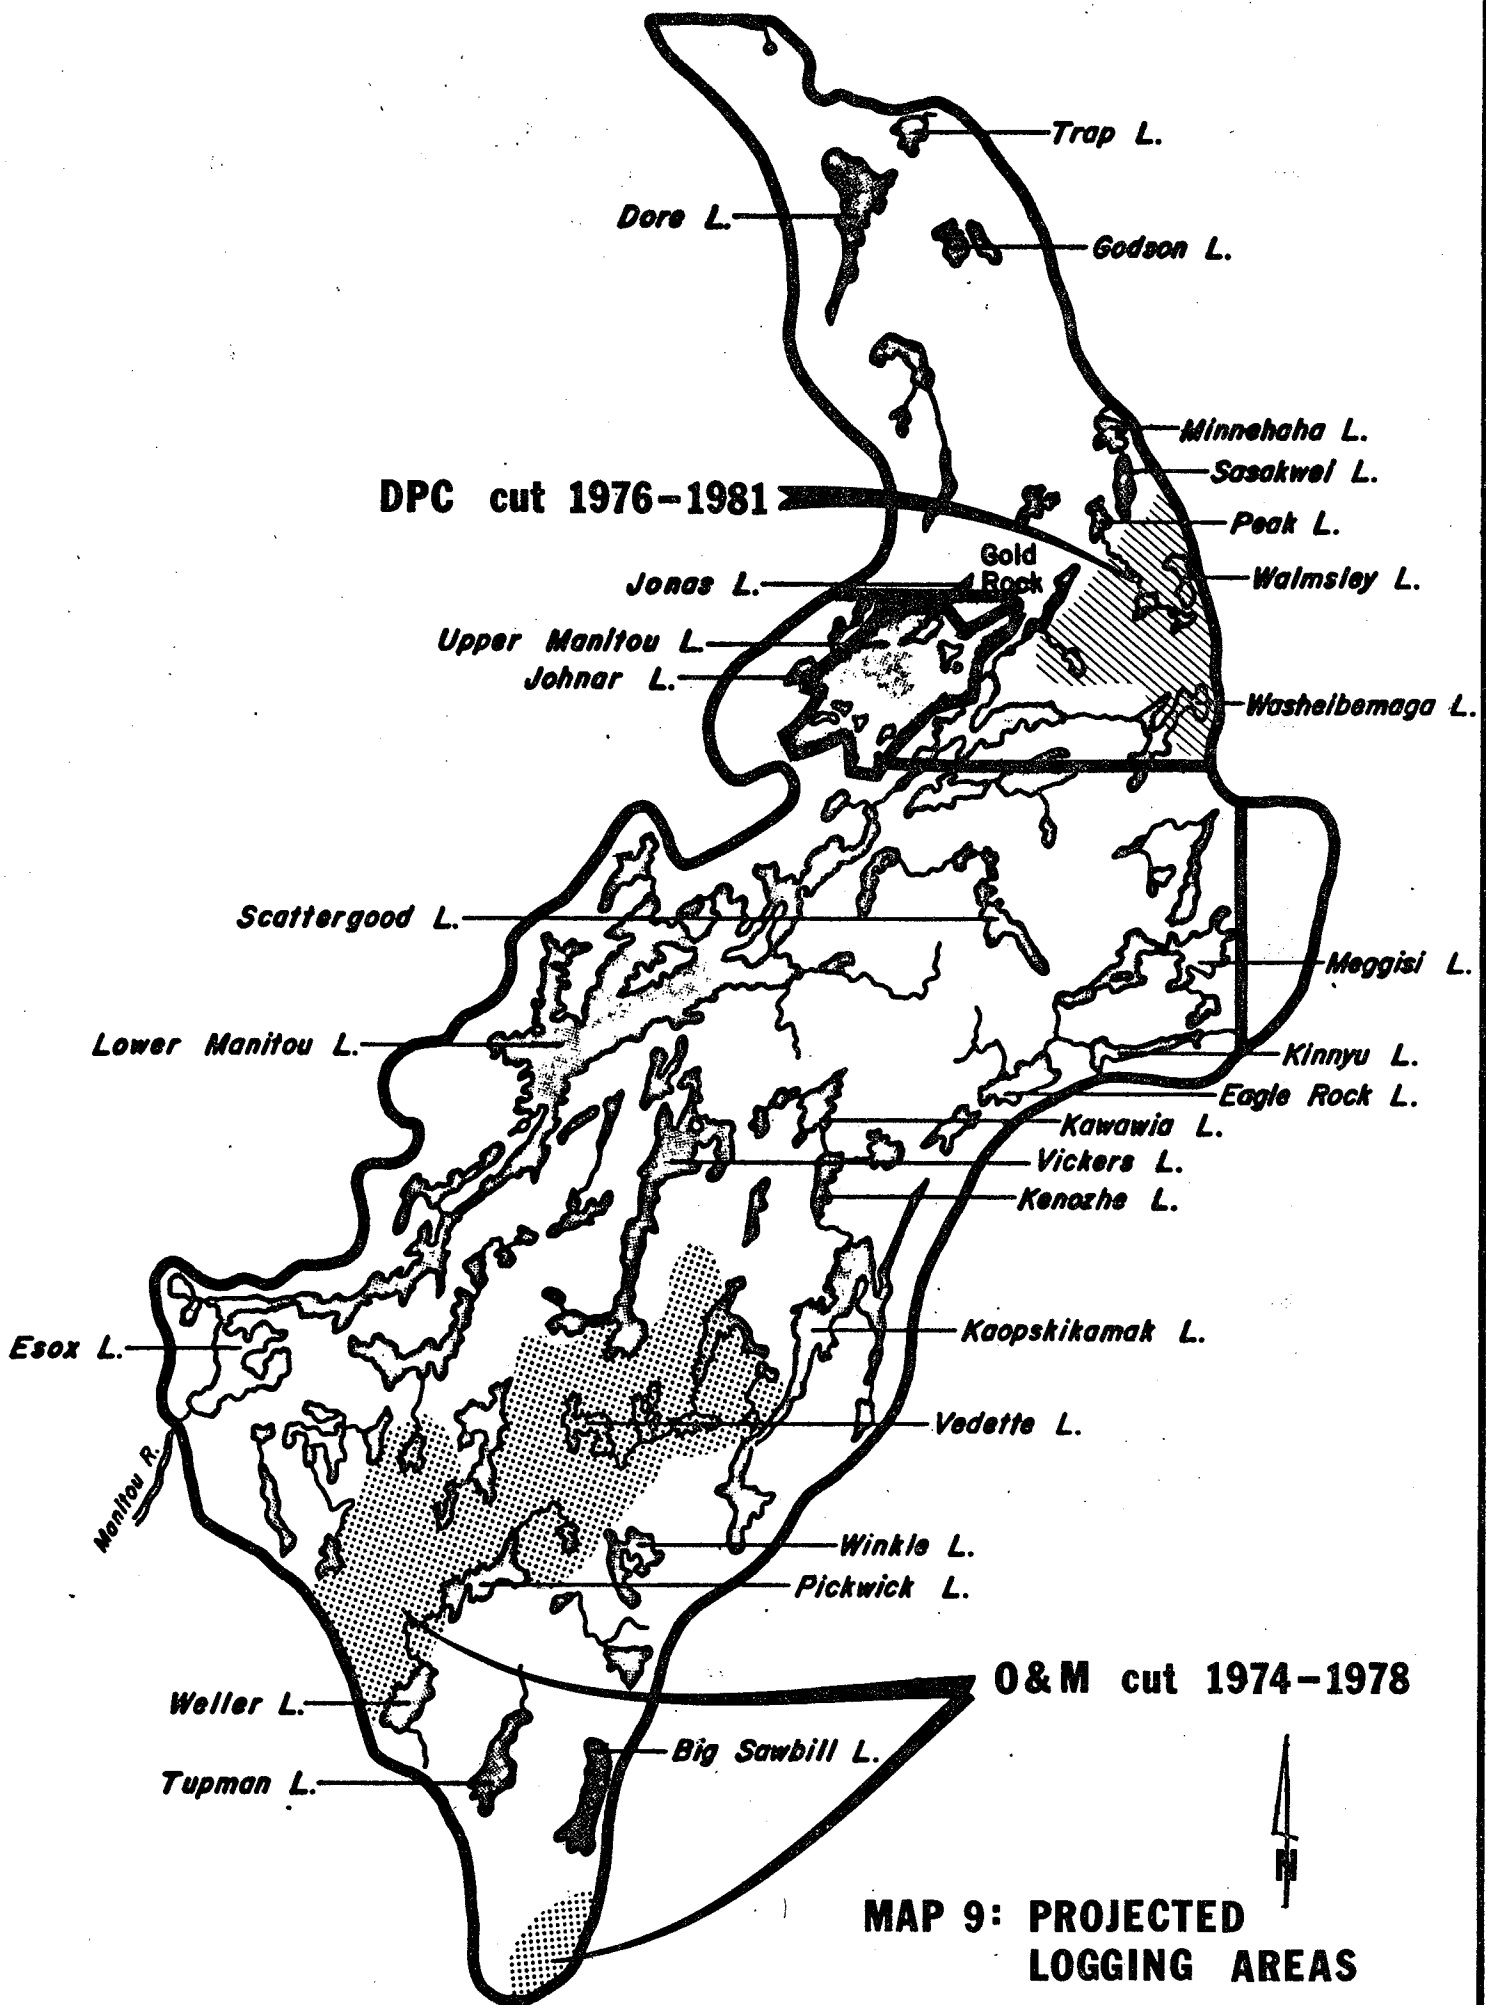 Trap L.
Dore L.
Godson L.
Minnehaha L.
Sasakwei L.
DPC cut 1976-1981
Peak L.
Gold
Rock
Walmsley L.
Jonas L.
Upper Manitou L.
Johnar L.
Washeibemaga L.
Scattergood L.
Meggisi L.
Lower Manitou L.
Kinnyu L.
Eagle Rock L.
Kawawia L.
Vickers L.
Kenozhe L.
Kaopskikamak L.
Esox L.
Vedette L.
Manitou R.
Winkle L.
Pickwick L.
O&M cut 1974-1978
Weller L.
Big Sawbill L.
Tupman L.
N
MAP 9: PROJECTED
LOGGING AREAS